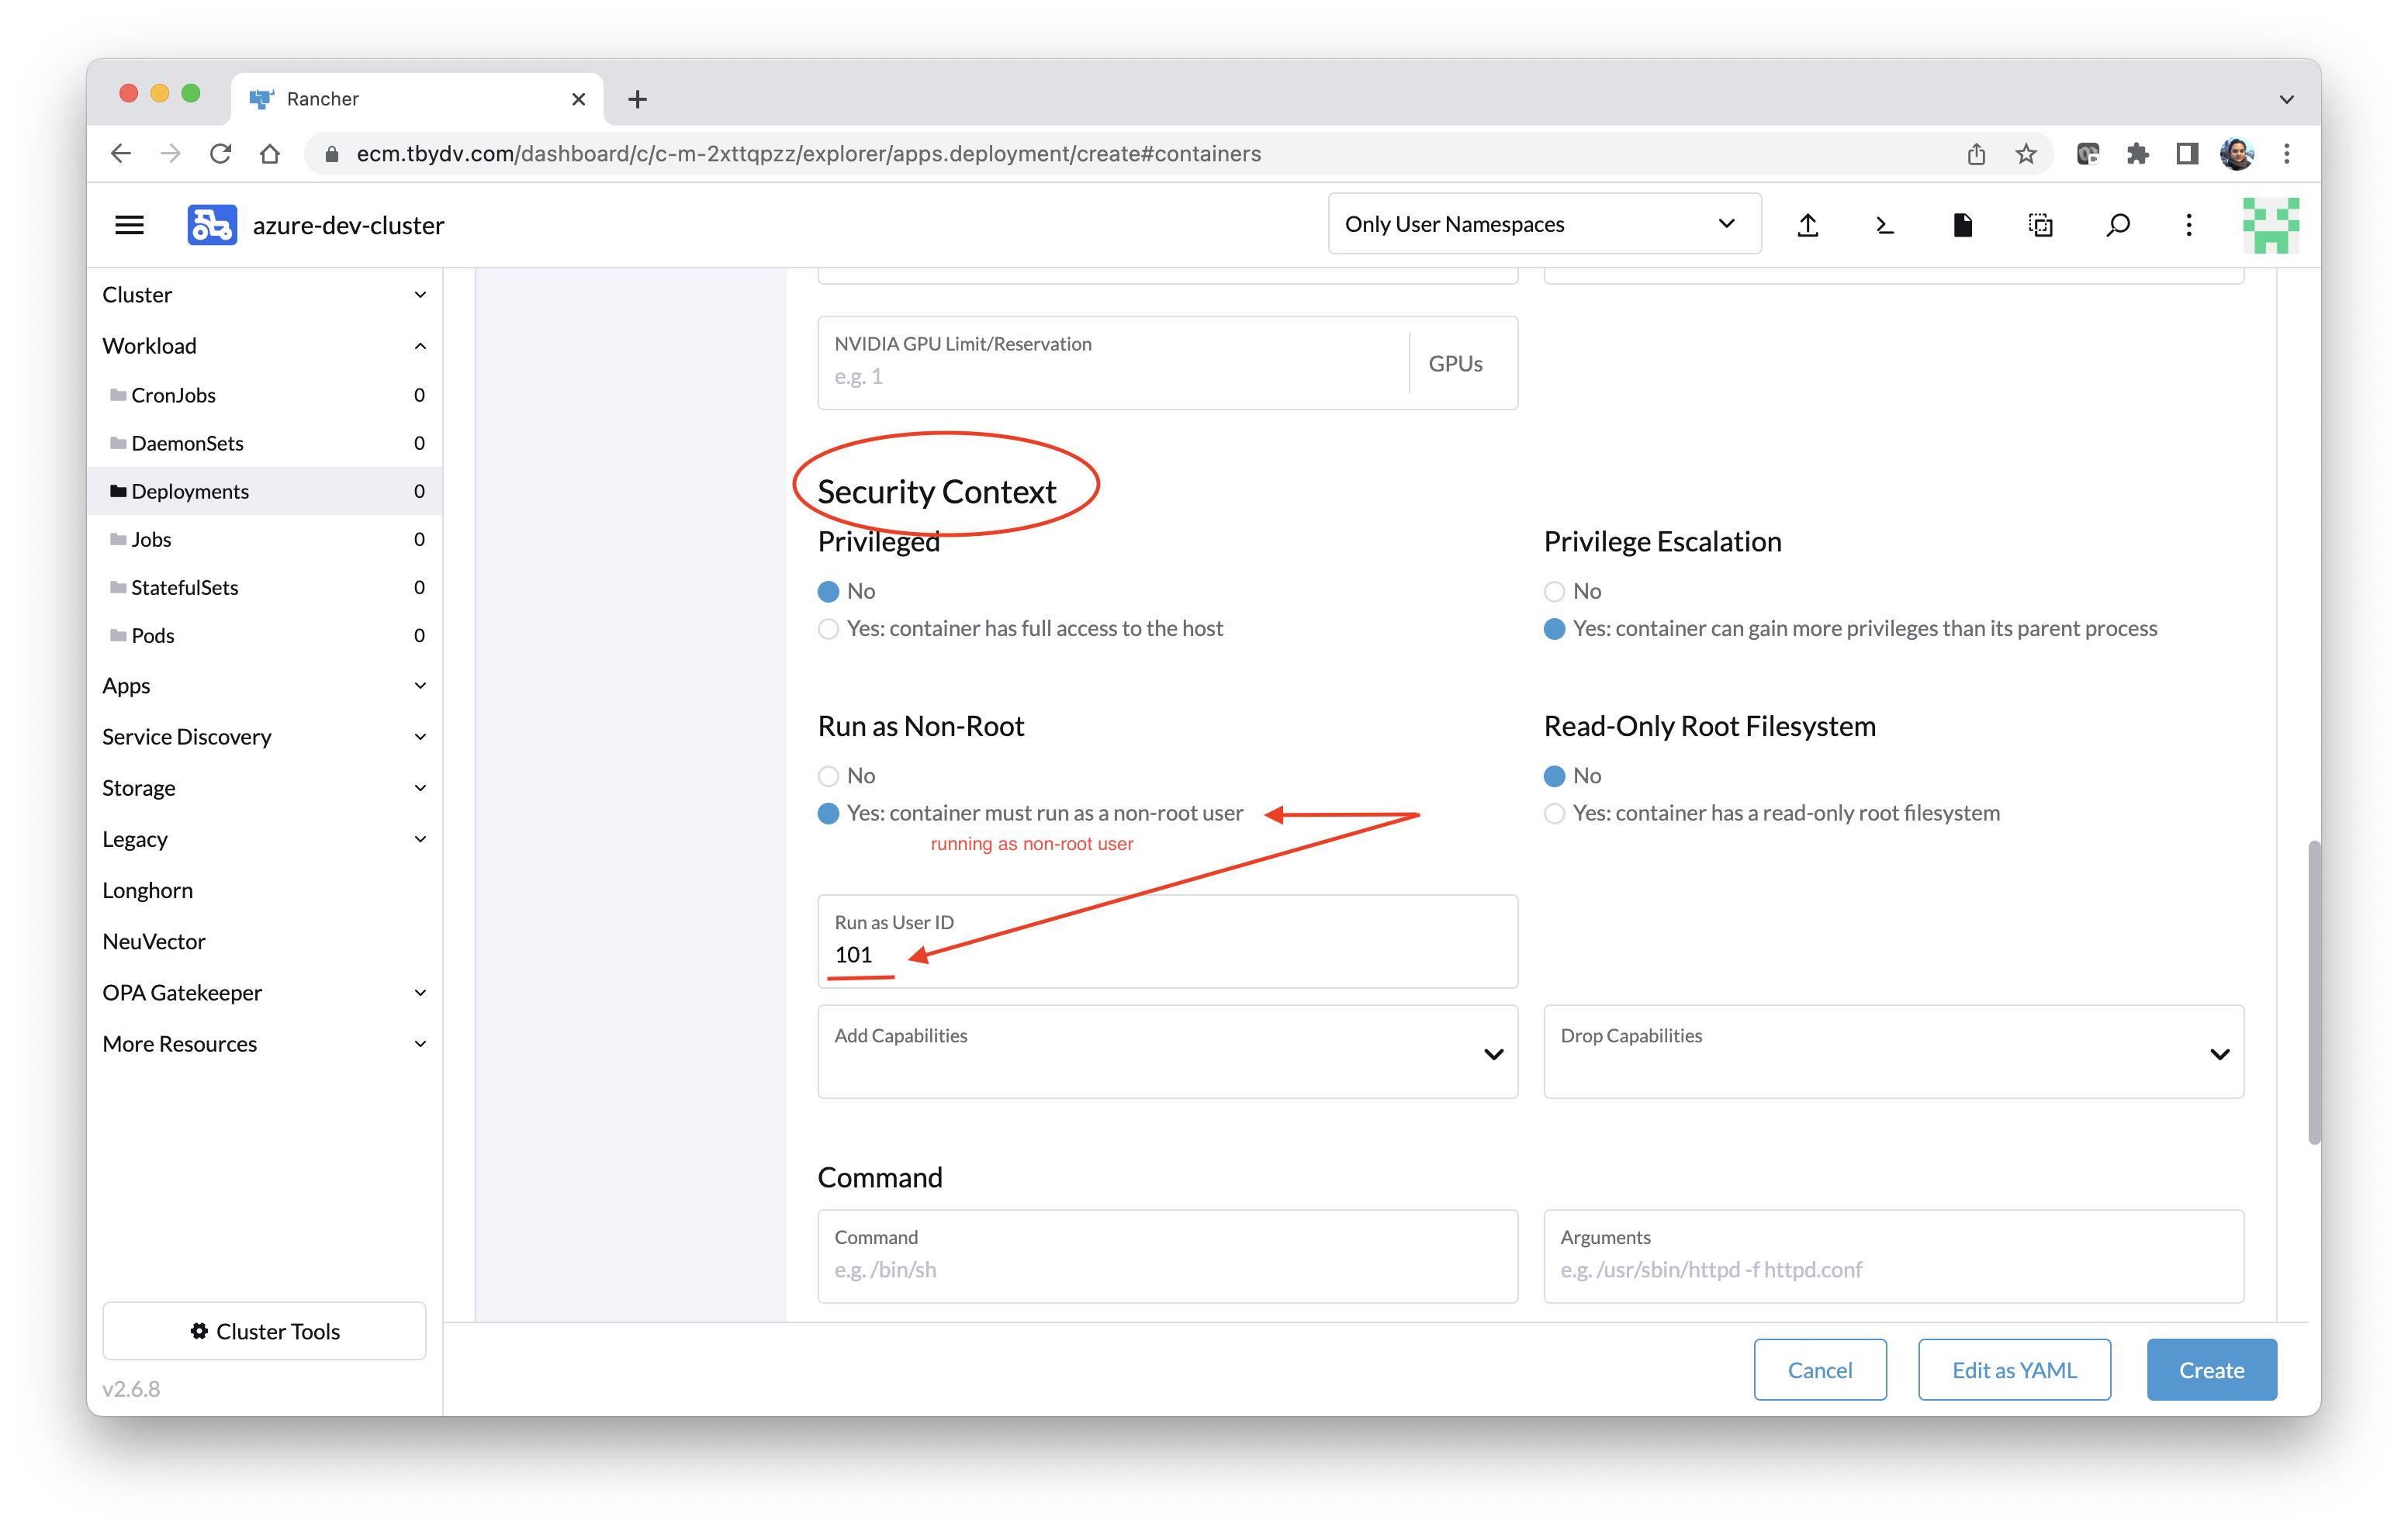 Rancher
ecm.tbydv.com/dashboard/c/c-m-2xttqpzz/explorer/apps.deployment/create#containers
azure-dev-cluster
Only User Namespaces
Cluster
Workload
CronJobs 0
DaemonSets 0
Deployments 0
Jobs 0
StatefulSets 0
Pods 0
Apps
Service Discovery
Storage
Legacy
Longhorn
NeuVector
OPA Gatekeeper
More Resources
Cluster Tools
v2.6.8
NVIDIA GPU Limit/Reservation
e.g. 1
GPUs
Security Context
Privileged
No
Yes: container has full access to the host
Privilege Escalation
No
Yes: container can gain more privileges than its parent process
Run as Non-Root
No
Yes: container must run as a non-root user
running as non-root user
Read-Only Root Filesystem
No
Yes: container has a read-only root filesystem
Run as User ID
101
Add Capabilities
Drop Capabilities
Command
Command
e.g. /bin/sh
Arguments
e.g. /usr/sbin/httpd -f httpd.conf
Cancel
Edit as YAML
Create